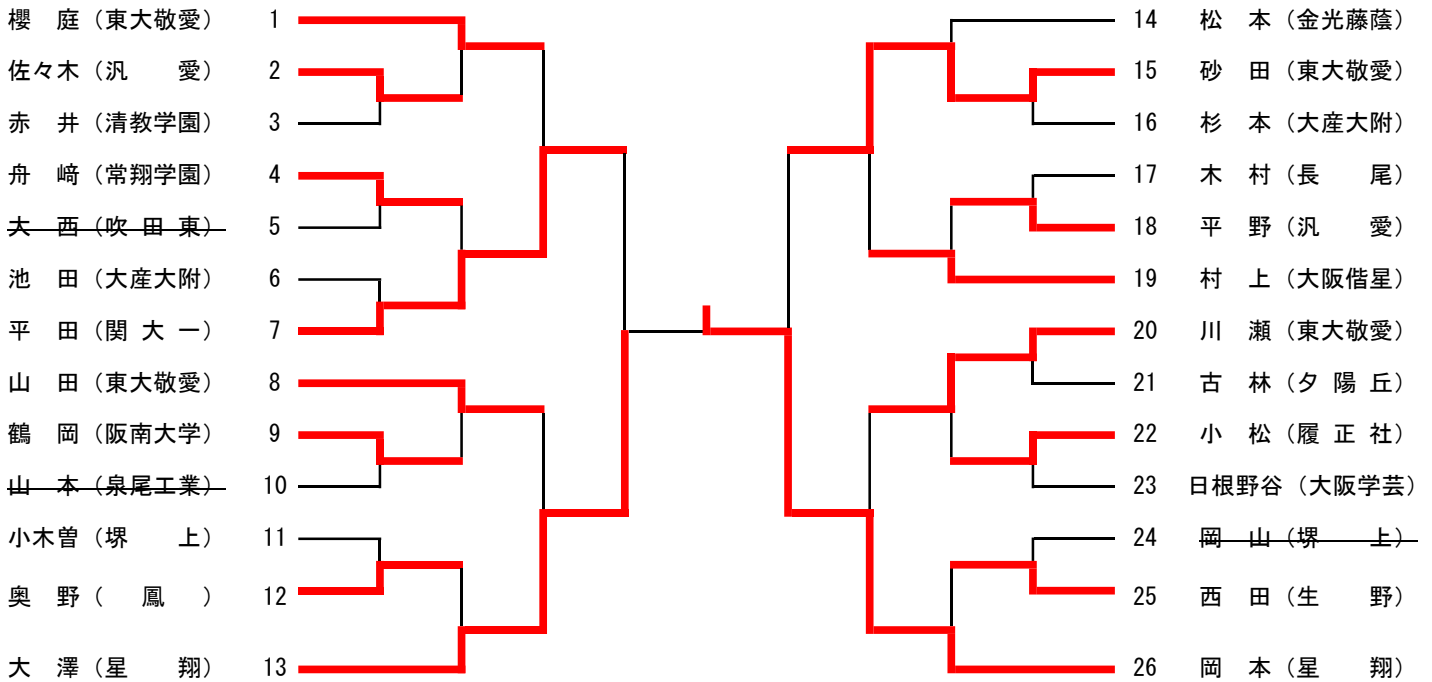 櫻　庭（東大敬愛）　1
佐々木（汎　　愛）　2
赤　井（清教学園）　3
舟　﨑（常翔学園）　4
大　西（吹 田 東）　5
池　田（大産大附）　6
平　田（関 大 一）　7
山　田（東大敬愛）　8
鶴　岡（阪南大学）　9
山　本（泉尾工業）　10
小木曽（堺　　上）　11
奥　野（　鳳　）　12
大　澤（星　　翔）　13
14　松　本（金光藤蔭）
15　砂　田（東大敬愛）
16　杉　本（大産大附）
17　木　村（長　　尾）
18　平　野（汎　　愛）
19　村　上（大阪偕星）
20　川　瀬（東大敬愛）
21　古　林（夕 陽 丘）
22　小　松（履 正 社）
23　日根野谷（大阪学芸）
24　岡　山（堺　　上）
25　西　田（生　　野）
26　岡　本（星　　翔）